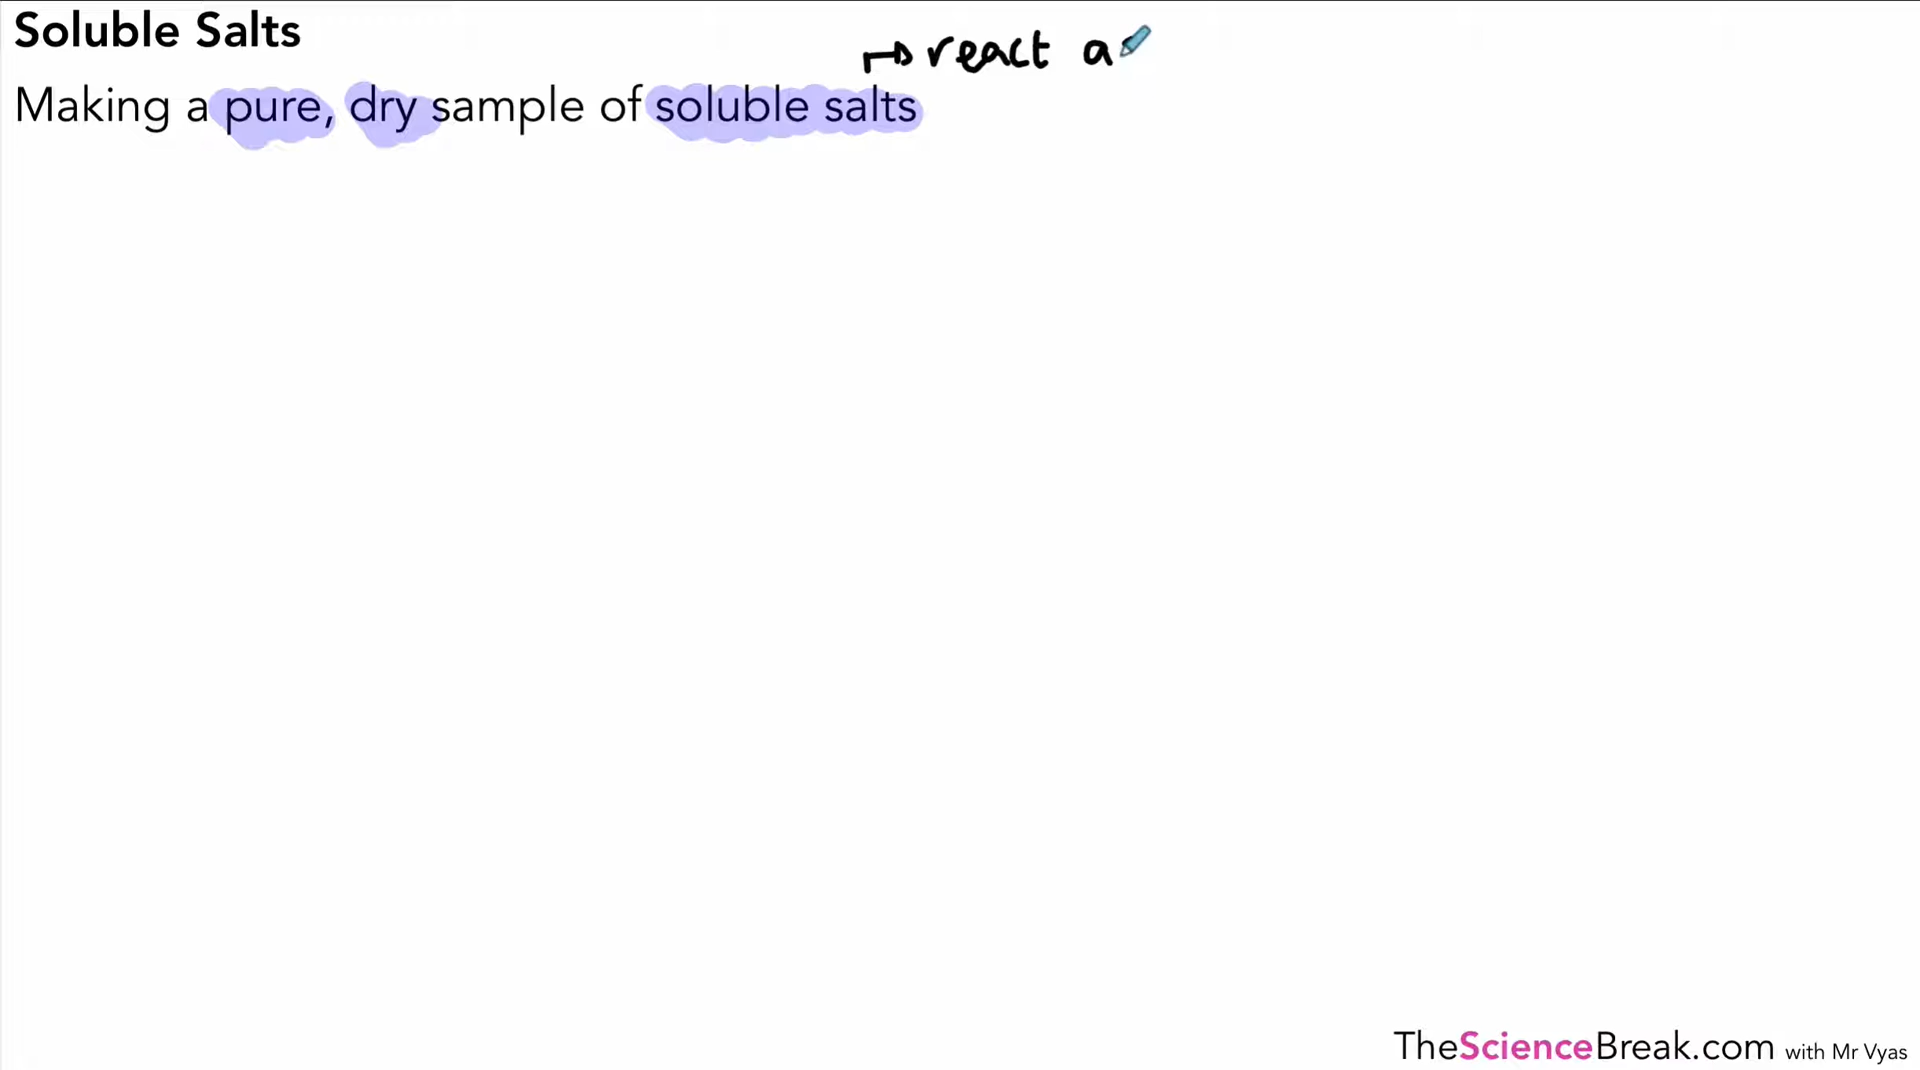 Soluble Salts
↦ react a
Making a pure, dry sample of soluble salts
TheScienceBreak.com with Mr Vyas